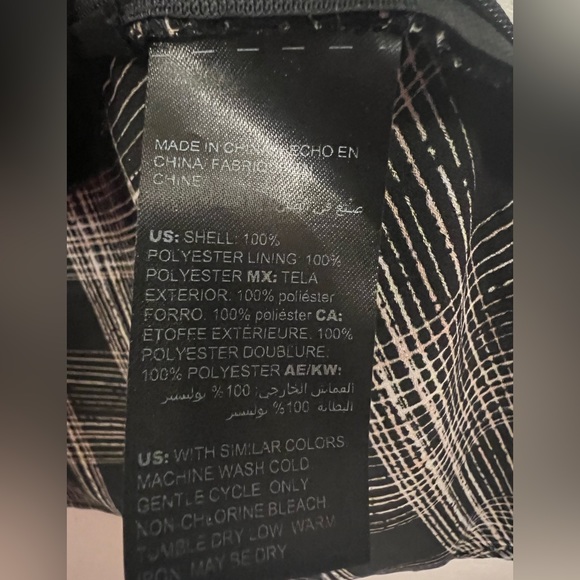 MADE IN CHINA HECHO EN
CHINA FABRIQUÉ
CHINE
صنع في
US: SHELL: 100%
POLYESTER LINING: 100%
POLYESTER MX: TELA
EXTERIOR: 100% poliéster
FORRO: 100% poliéster CA:
ÉTOFFE EXTÉRIEURE: 100%
POLYESTER DOUBLURE:
100% POLYESTER AE/KW:
القماش الخارجي: 100% بوليستر
البطانه 100% بوليستر
US: WITH SIMILAR COLORS
MACHINE WASH COLD
GENTLE CYCLE ONLY
NON-CHLORINE BLEACH
TUMBLE DRY LOW WARM
IRON MAY BE DRY